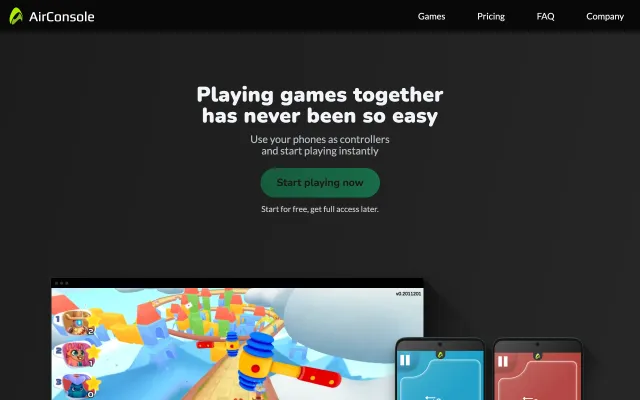 AirConsole
Games
Pricing
FAQ
Company
Playing games together
has never been so easy
Use your phones as controllers
and start playing instantly
Start playing now
Start for free, get full access later.
v0.2011201
1
2
2
1
3
0